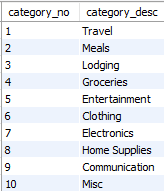 category_no category_desc
1 Travel
2 Meals
3 Lodging
4 Groceries
5 Entertainment
6 Clothing
7 Electronics
8 Home Supplies
9 Communication
10 Misc